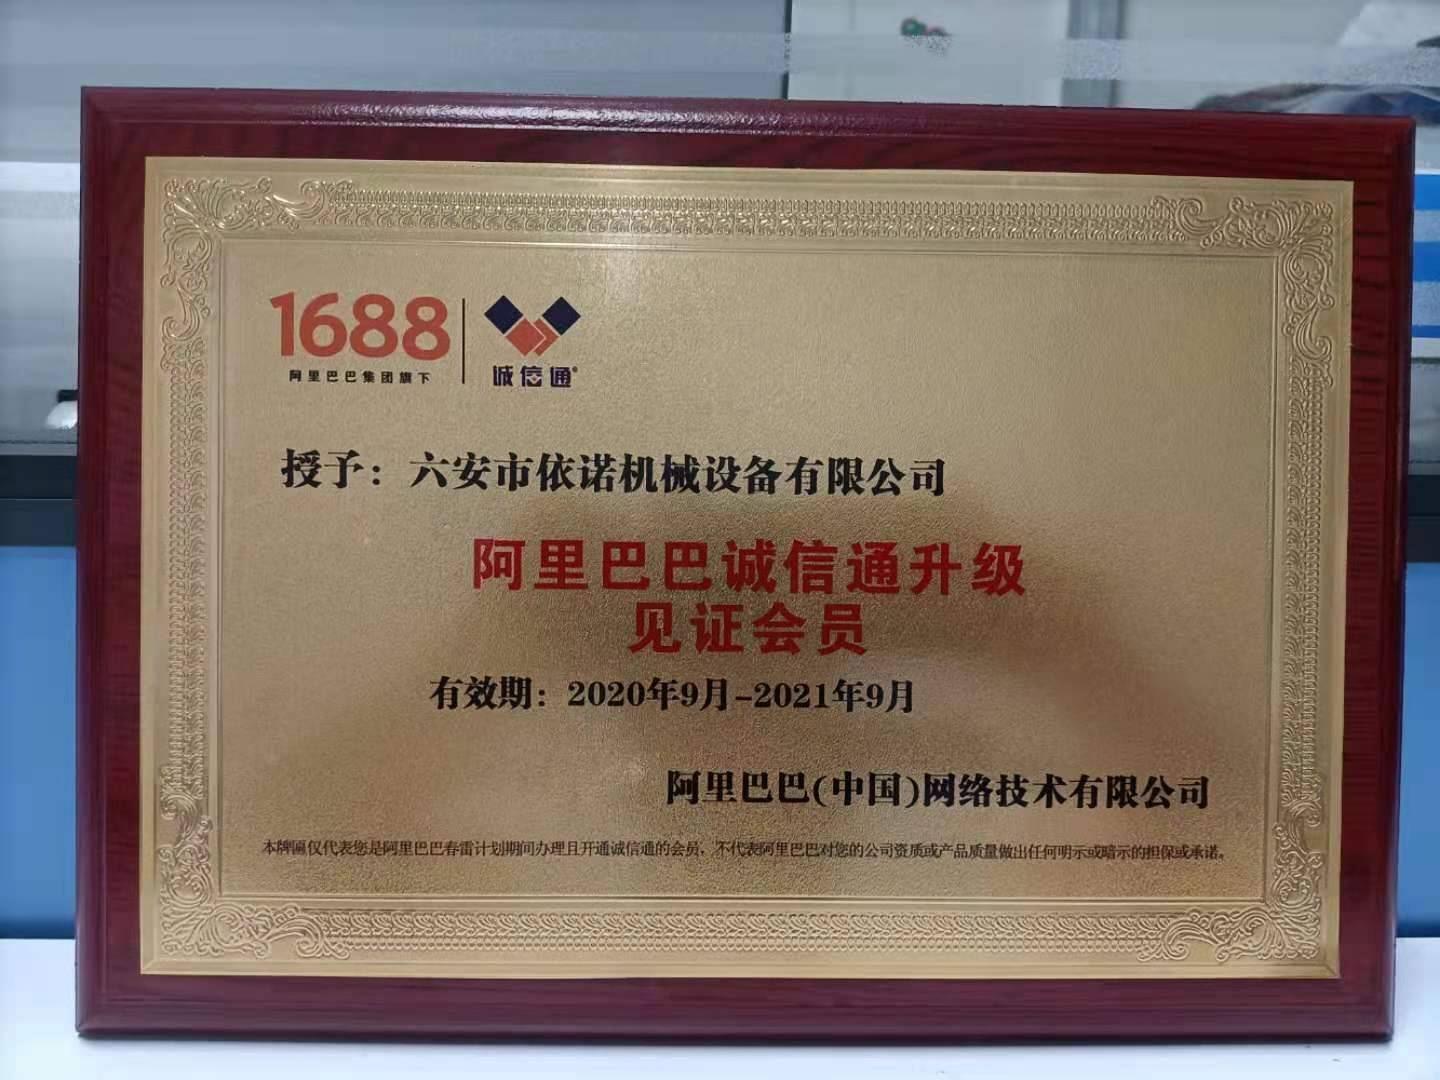 1688
阿里巴巴集团旗下
诚信通®
授予：六安市依诺机械设备有限公司
阿里巴巴诚信通升级
见证会员
有效期：2020年9月-2021年9月
阿里巴巴(中国)网络技术有限公司
本牌匾仅代表您是阿里巴巴春雷计划期间办理且开通诚信通的会员，不代表阿里巴巴对您的公司资质或产品质量做出任何明示或暗示的担保或承诺。